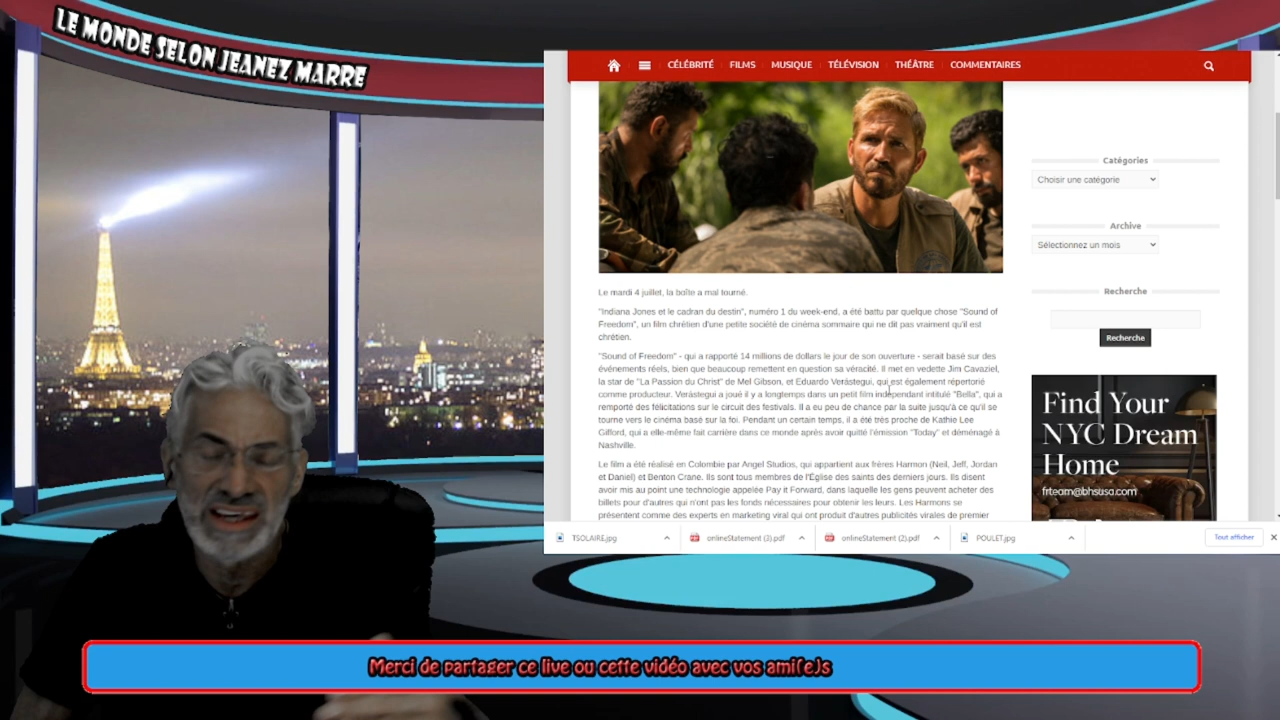 LE MONDE SELON JEANEZ MARRE
CÉLÉBRITÉ FILMS MUSIQUE TÉLÉVISION THÉÂTRE COMMENTAIRES
Le mardi 4 juillet, la boîte a mal tourné.
"Indiana Jones et le cadran du destin", numéro 1 du week-end, a été battu par quelque chose "Sound of
Freedom", un film chrétien d'une petite société de cinéma sommaire qui ne dit pas vraiment qu'il est
chrétien.
"Sound of Freedom" - qui a rapporté 14 millions de dollars le jour de son ouverture - serait basé sur des
événements réels, bien que beaucoup remettent en question sa véracité. Il met en vedette Jim Cavaziel,
la star de "La Passion du Christ" de Mel Gibson, et Eduardo Verástegui, qui est également répertorié
comme producteur. Verástegui a joué il y a longtemps dans un petit film indépendant intitulé "Bella", qui a
remporté des félicitations sur le circuit des festivals. Il a eu peu de chance par la suite jusqu'à ce qu'il se
tourne vers le cinéma basé sur la foi. Pendant un certain temps, il a été très proche de Kathie Lee
Gifford, qui a elle-même fait carrière dans ce monde après avoir quitté l'émission "Today" et déménagé à
Nashville.
Le film a été réalisé en Colombie par Angel Studios, qui appartient aux frères Harmon (Neil, Jeff, Jordan
et Daniel) et Benton Crane. Ils sont tous membres de l'Église des saints des derniers jours. Ils disent
avoir mis au point une technologie appelée Pay it Forward, dans laquelle les gens peuvent acheter des
billets pour d'autres qui n'ont pas les fonds nécessaires pour obtenir les leurs. Les Harmons se
présentent comme des experts en marketing viral qui ont produit d'autres publicités virales de premier
Catégories
Choisir une catégorie
Archive
Sélectionnez un mois
Recherche
Recherche
Find Your
NYC Dream
Home
frteam@bhsusa.com
TSOLAIRE.jpg onlineStatement (3).pdf onlineStatement (2).pdf POULET.jpg Tout afficher
Merci de partager ce live ou cette vidéo avec vos ami(e)s